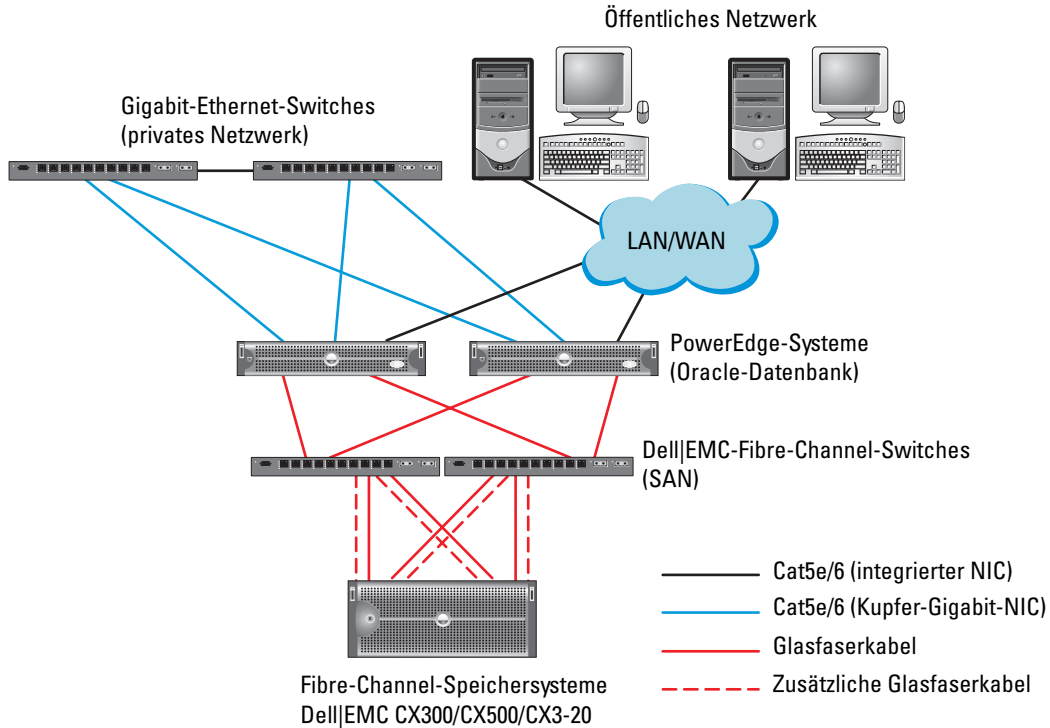 Öffentliches Netzwerk
Gigabit-Ethernet-Switches
(privates Netzwerk)
LAN/WAN
PowerEdge-Systeme
(Oracle-Datenbank)
Dell|EMC-Fibre-Channel-Switches
(SAN)
Cat5e/6 (integrierter NIC)
Cat5e/6 (Kupfer-Gigabit-NIC)
Glasfaserkabel
Zusätzliche Glasfaserkabel
Fibre-Channel-Speichersysteme
Dell|EMC CX300/CX500/CX3-20